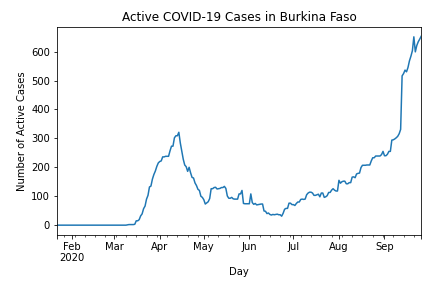 Active COVID-19 Cases in Burkina Faso
Number of Active Cases
600
500
400
300
200
100
0
Feb Mar Apr May Jun Jul Aug Sep
2020
Day